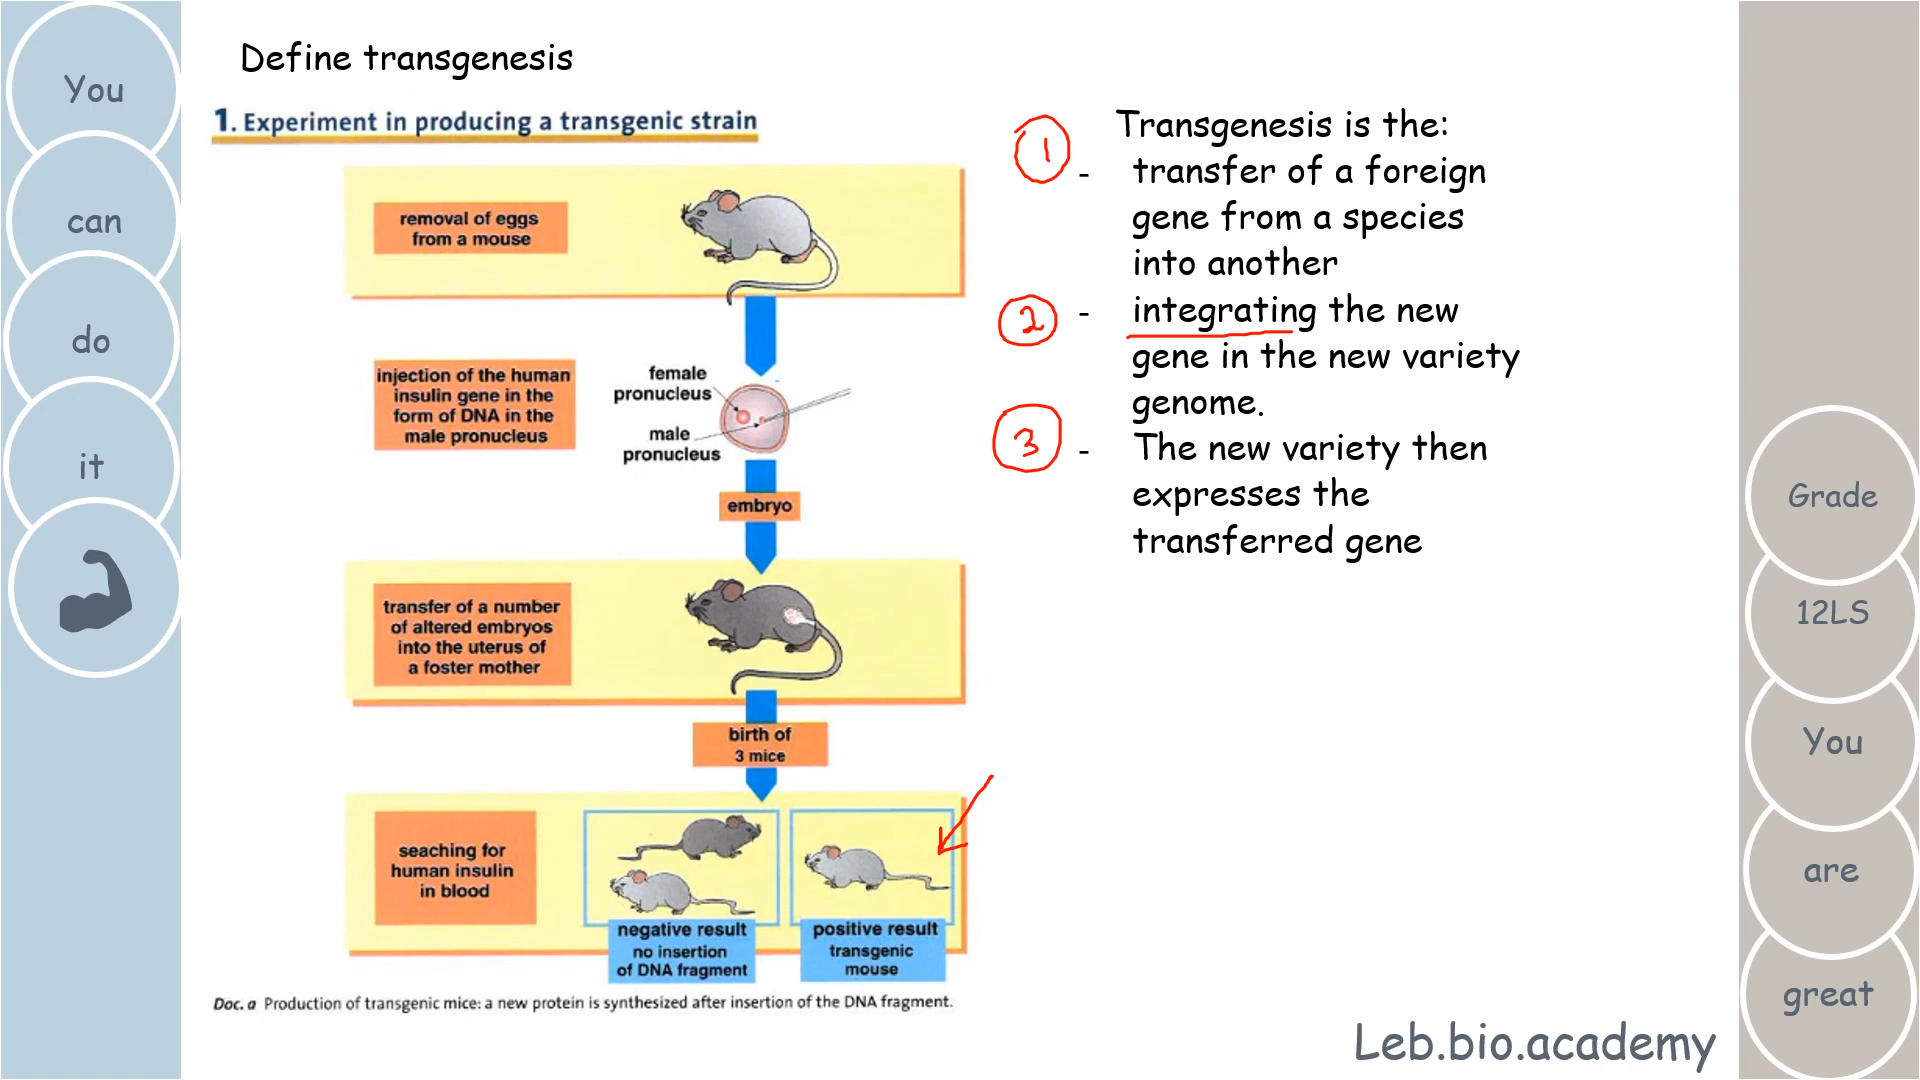 You
can
do
it
Define transgenesis
1. Experiment in producing a transgenic strain
removal of eggs
from a mouse
injection of the human
insulin gene in the
form of DNA in the
male pronucleus
female
pronucleus
male
pronucleus
embryo
transfer of a number
of altered embryos
into the uterus of
a foster mother
birth of
3 mice
seaching for
human insulin
in blood
negative result
no insertion
of DNA fragment
positive result
transgenic
mouse
Doc. a Production of transgenic mice: a new protein is synthesized after insertion of the DNA fragment.
1
Transgenesis is the:
- transfer of a foreign
gene from a species
into another
2
- integrating the new
gene in the new variety
genome.
3
- The new variety then
expresses the
transferred gene
Grade
12LS
You
are
great
Leb.bio.academy